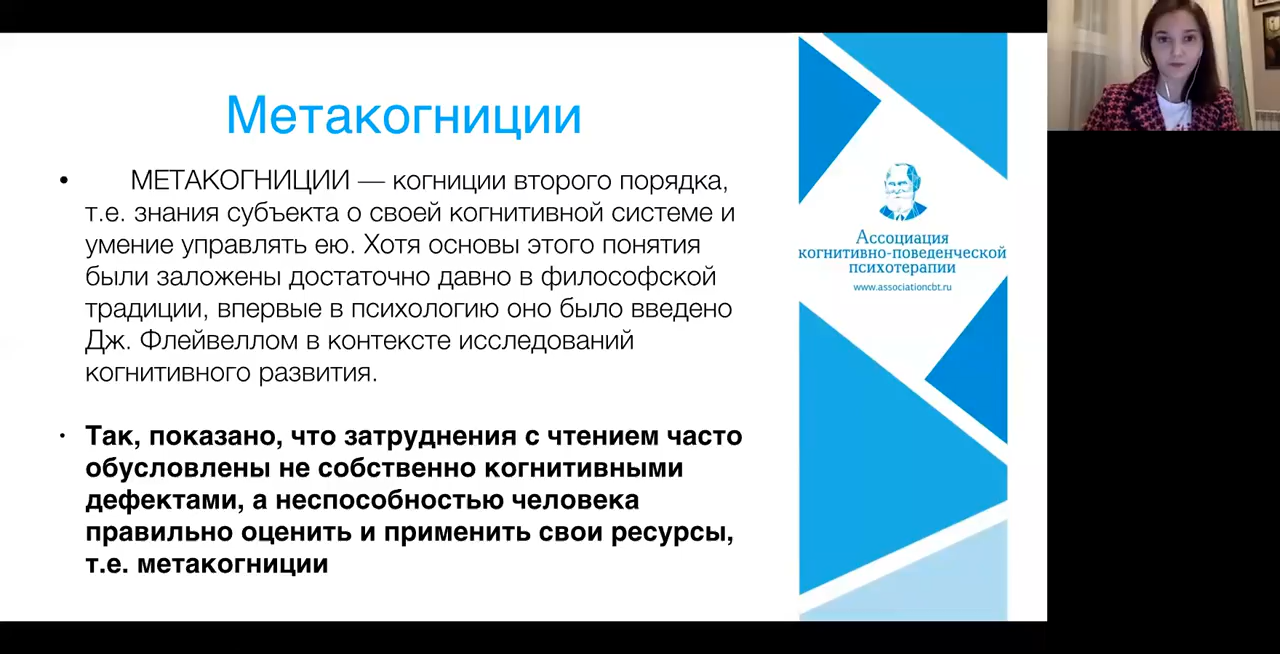 Метакогниции
• МЕТАКОГНИЦИИ — когниции второго порядка,
т.е. знания субъекта о своей когнитивной системе и
умение управлять ею. Хотя основы этого понятия
были заложены достаточно давно в философской
традиции, впервые в психологию оно было введено
Дж. Флейвеллом в контексте исследований
когнитивного развития.
• Так, показано, что затруднения с чтением часто
обусловлены не собственно когнитивными
дефектами, а неспособностью человека
правильно оценить и применить свои ресурсы,
т.е. метакогниции
Ассоциация
когнитивно-поведенческой
психотерапии
www.associationcbt.ru